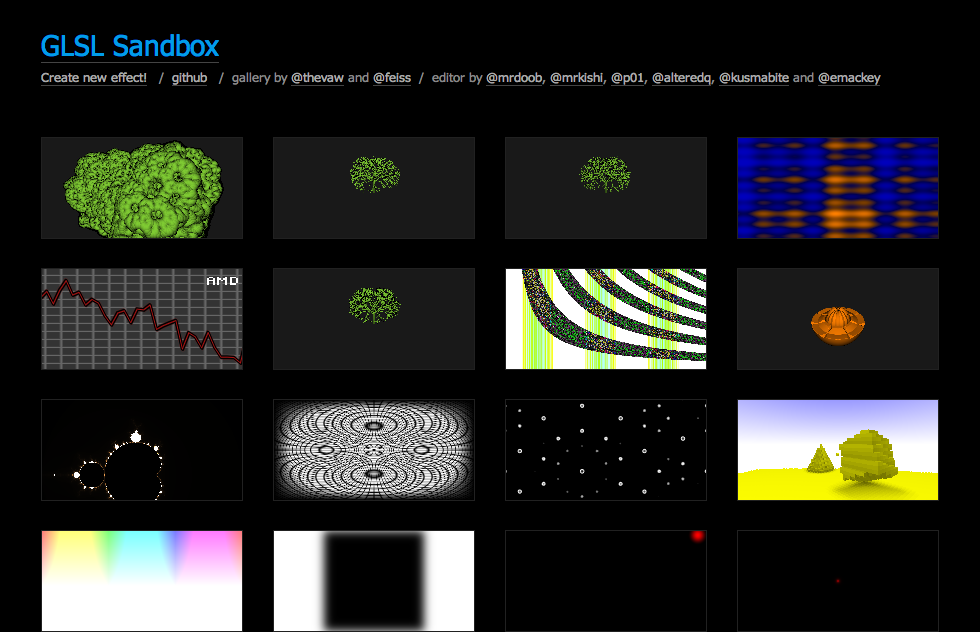 GLSL Sandbox
Create new effect! / github / gallery by @thevaw and @feiss / editor by @mrdoob, @mrkishi, @p01, @alteredq, @kusmabite and @emackey
AMD